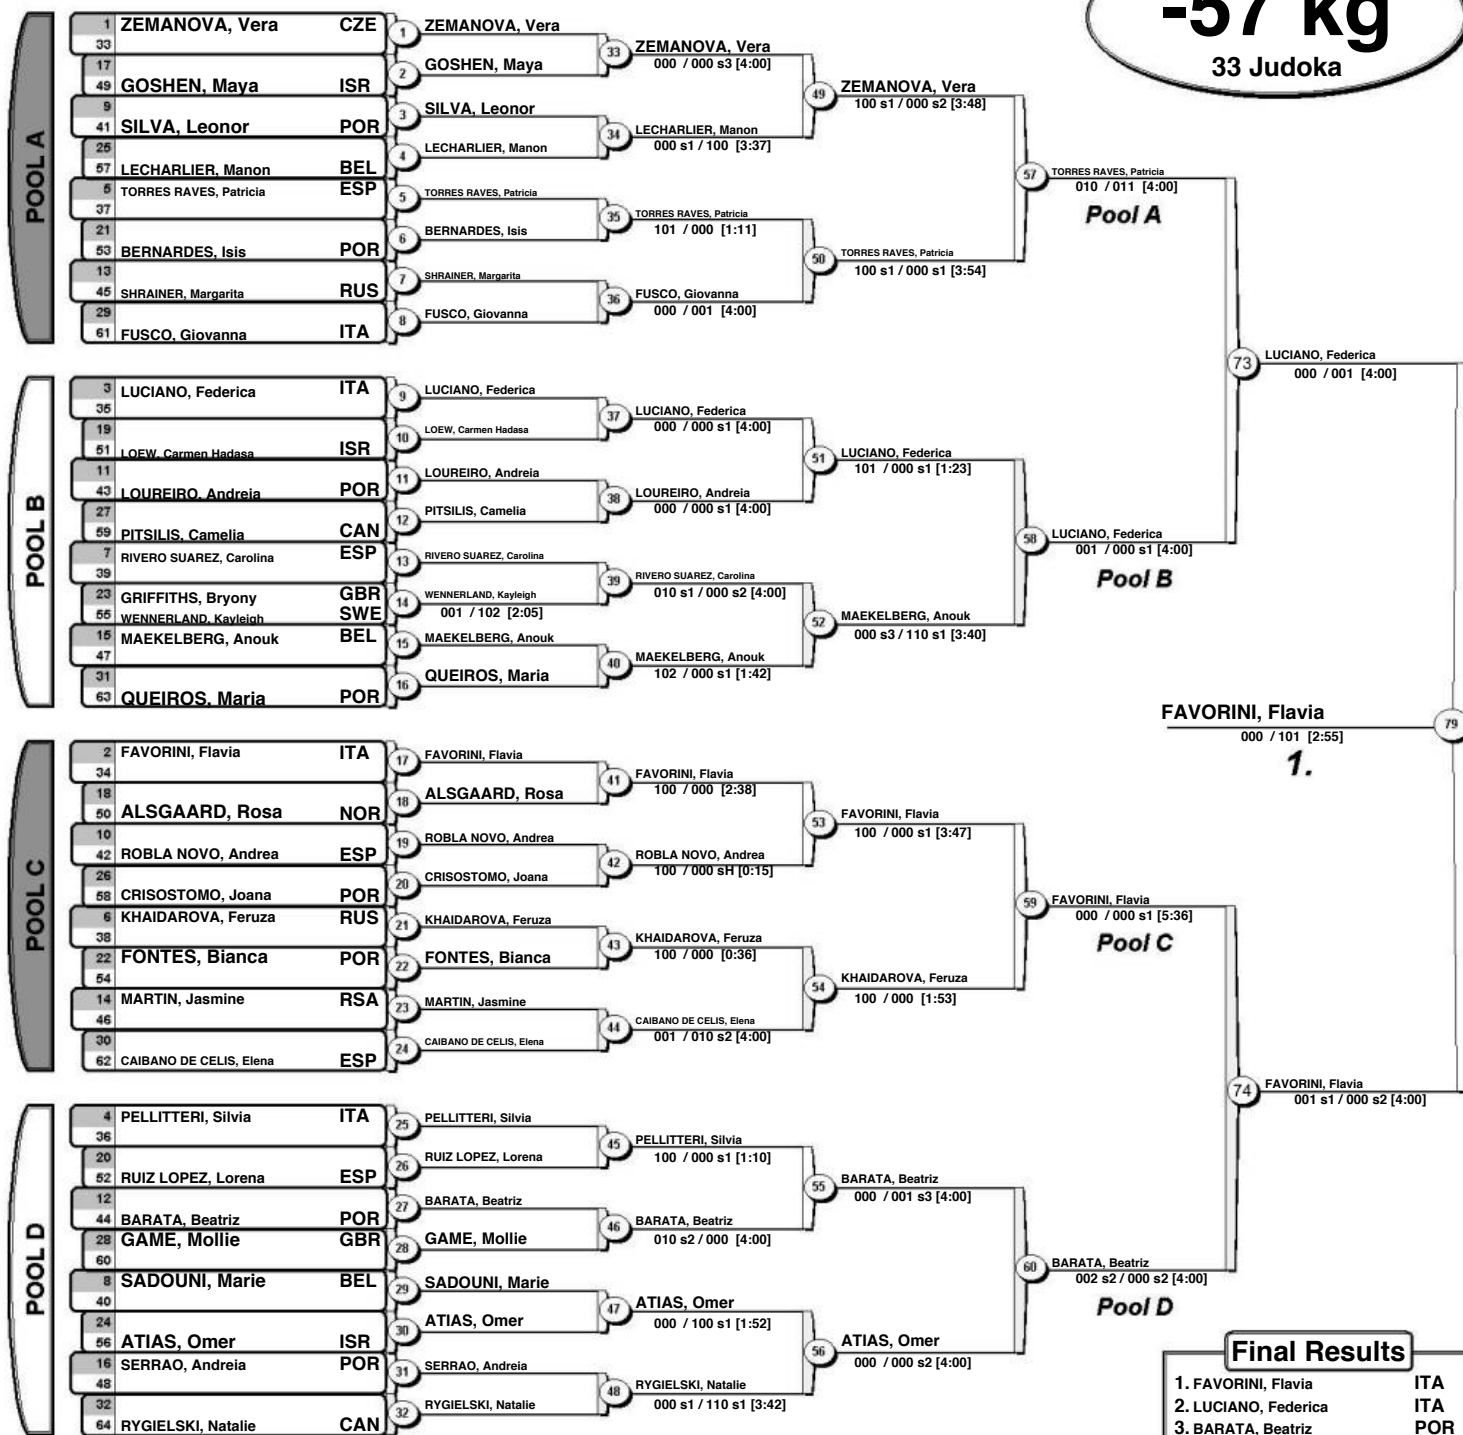 -57 kg
33 Judoka
POOL A
1 ZEMANOVA, Vera CZE
33
17
49 GOSHEN, Maya ISR
9
41 SILVA, Leonor POR
25
57 LECHARLIER, Manon BEL
5 TORRES RAVES, Patricia ESP
37
21
53 BERNARDES, Isis POR
13
45 SHRAINER, Margarita RUS
29
61 FUSCO, Giovanna ITA
1 ZEMANOVA, Vera
2 GOSHEN, Maya
3 SILVA, Leonor
4 LECHARLIER, Manon
5 TORRES RAVES, Patricia
6 BERNARDES, Isis
7 SHRAINER, Margarita
8 FUSCO, Giovanna
33 ZEMANOVA, Vera
000 / 000 s3 [4:00]
34 LECHARLIER, Manon
000 s1 / 100 [3:37]
35 TORRES RAVES, Patricia
101 / 000 [1:11]
36 FUSCO, Giovanna
000 / 001 [4:00]
49 ZEMANOVA, Vera
100 s1 / 000 s2 [3:48]
50 TORRES RAVES, Patricia
100 s1 / 000 s1 [3:54]
57 TORRES RAVES, Patricia
010 / 011 [4:00]
Pool A
POOL B
3 LUCIANO, Federica ITA
35
19
51 LOEW, Carmen Hadasa ISR
11
43 LOUREIRO, Andreia POR
27
59 PITSILIS, Camelia CAN
7 RIVERO SUAREZ, Carolina ESP
39
23 GRIFFITHS, Bryony GBR
55 WENNERLAND, Kayleigh SWE
15 MAEKELBERG, Anouk BEL
47
31
63 QUEIROS, Maria POR
9 LUCIANO, Federica
10 LOEW, Carmen Hadasa
11 LOUREIRO, Andreia
12 PITSILIS, Camelia
13 RIVERO SUAREZ, Carolina
14 WENNERLAND, Kayleigh
001 / 102 [2:05]
15 MAEKELBERG, Anouk
16 QUEIROS, Maria
37 LUCIANO, Federica
000 / 000 s1 [4:00]
38 LOUREIRO, Andreia
000 / 000 s1 [4:00]
39 RIVERO SUAREZ, Carolina
010 s1 / 000 s2 [4:00]
40 MAEKELBERG, Anouk
102 / 000 s1 [1:42]
51 LUCIANO, Federica
101 / 000 s1 [1:23]
52 MAEKELBERG, Anouk
000 s3 / 110 s1 [3:40]
58 LUCIANO, Federica
001 / 000 s1 [4:00]
Pool B
73 LUCIANO, Federica
000 / 001 [4:00]
FAVORINI, Flavia 79
000 / 101 [2:55]
1.
POOL C
2 FAVORINI, Flavia ITA
34
18
50 ALSGAARD, Rosa NOR
10
42 ROBLA NOVO, Andrea ESP
26
58 CRISOSTOMO, Joana POR
6 KHAIDAROVA, Feruza RUS
38
22 FONTES, Bianca POR
54
14 MARTIN, Jasmine RSA
46
30
62 CAIBANO DE CELIS, Elena ESP
17 FAVORINI, Flavia
18 ALSGAARD, Rosa
19 ROBLA NOVO, Andrea
20 CRISOSTOMO, Joana
21 KHAIDAROVA, Feruza
22 FONTES, Bianca
23 MARTIN, Jasmine
24 CAIBANO DE CELIS, Elena
41 FAVORINI, Flavia
100 / 000 [2:38]
42 ROBLA NOVO, Andrea
100 / 000 sH [0:15]
43 KHAIDAROVA, Feruza
100 / 000 [0:36]
44 CAIBANO DE CELIS, Elena
001 / 010 s2 [4:00]
53 FAVORINI, Flavia
100 / 000 s1 [3:47]
54 KHAIDAROVA, Feruza
100 / 000 [1:53]
59 FAVORINI, Flavia
000 / 000 s1 [5:36]
Pool C
POOL D
4 PELLITTERI, Silvia ITA
36
20
52 RUIZ LOPEZ, Lorena ESP
12
44 BARATA, Beatriz POR
28 GAME, Mollie GBR
60
8 SADOUNI, Marie BEL
40
24
56 ATIAS, Omer ISR
16 SERRAO, Andreia POR
48
32
64 RYGIELSKI, Natalie CAN
25 PELLITTERI, Silvia
26 RUIZ LOPEZ, Lorena
27 BARATA, Beatriz
28 GAME, Mollie
29 SADOUNI, Marie
30 ATIAS, Omer
31 SERRAO, Andreia
32 RYGIELSKI, Natalie
45 PELLITTERI, Silvia
100 / 000 s1 [1:10]
46 BARATA, Beatriz
010 s2 / 000 [4:00]
47 ATIAS, Omer
000 / 100 s1 [1:52]
48 RYGIELSKI, Natalie
000 s1 / 110 s1 [3:42]
55 BARATA, Beatriz
000 / 001 s3 [4:00]
56 ATIAS, Omer
000 / 000 s2 [4:00]
60 BARATA, Beatriz
002 s2 / 000 s2 [4:00]
Pool D
74 FAVORINI, Flavia
001 s1 / 000 s2 [4:00]
Final Results
1. FAVORINI, Flavia ITA
2. LUCIANO, Federica ITA
3. BARATA, Beatriz POR